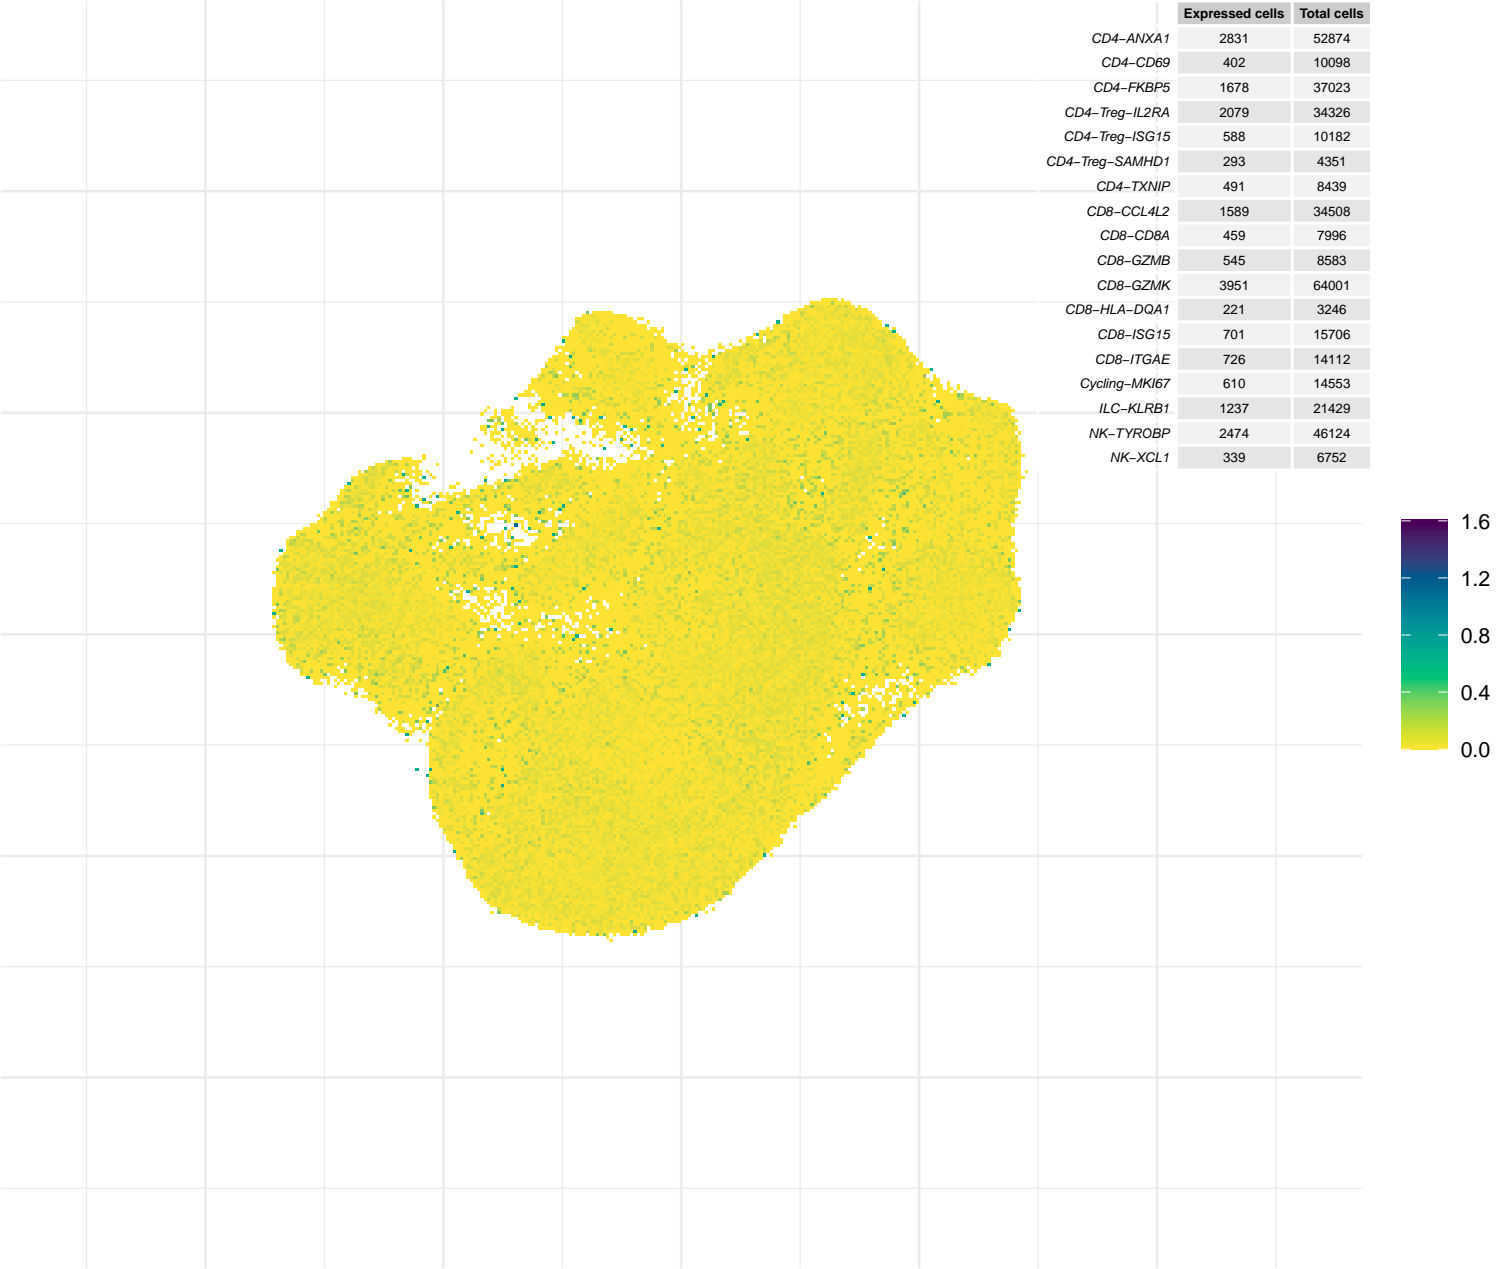 Expressed cells Total cells
CD4−ANXA1 2831 52874
CD4−CD69 402 10098
CD4−FKBP5 1678 37023
CD4−Treg−IL2RA 2079 34326
CD4−Treg−ISG15 588 10182
CD4−Treg−SAMHD1 293 4351
CD4−TXNIP 491 8439
CD8−CCL4L2 1589 34508
CD8−CD8A 459 7996
CD8−GZMB 545 8583
CD8−GZMK 3951 64001
CD8−HLA−DQA1 221 3246
CD8−ISG15 701 15706
CD8−ITGAE 726 14112
Cycling−MKI67 610 14553
ILC−KLRB1 1237 21429
NK−TYROBP 2474 46124
NK−XCL1 339 6752
1.6
1.2
0.8
0.4
0.0